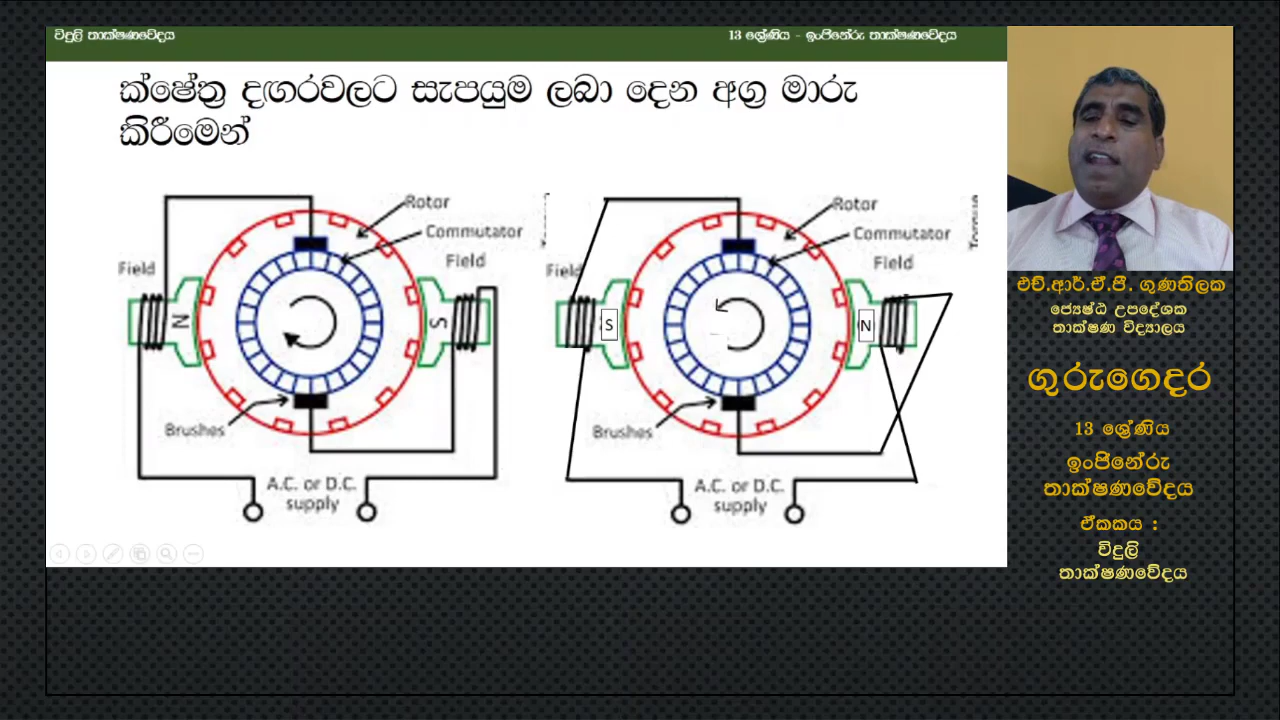 විදුලි තාක්ෂණවේදය
13 ශ්‍රේණිය - ඉංජිනේරු තාක්ෂණවේදය
ක්ෂේත්‍ර දඟරවලට සැපයුම ලබා දෙන අග්‍ර මාරු
කිරීමෙන්
Rotor
Commutator
Field
Field
N
S
Brushes
A.C. or D.C.
supply
Rotor
Commutator
Field
Field
S
N
Brushes
A.C. or D.C.
supply
Torque
එච්.ආර්.ඒ.පී. ගුණතිලක
ජ්‍යෙෂ්ඨ උපදේශක
තාක්ෂණ විද්‍යාලය
ගුරුගෙදර
13 ශ්‍රේණිය
ඉංජිනේරු
තාක්ෂණවේදය
ඒකකය :
විදුලි
තාක්ෂණවේදය